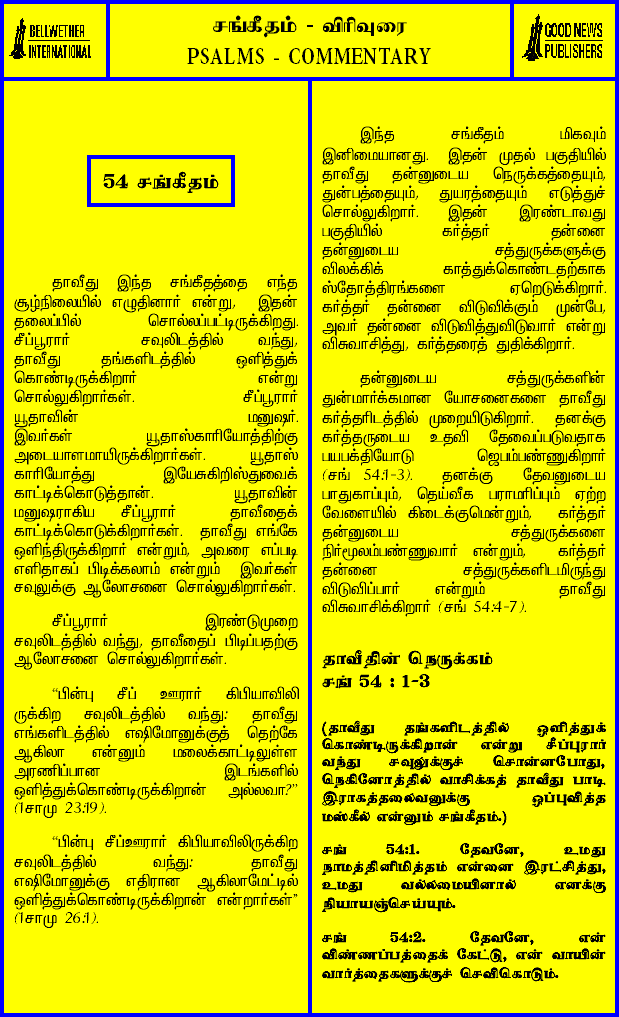 BELLWETHER
INTERNATIONAL
சங்கீதம் - விரிவுரை
PSALMS - COMMENTARY
GOOD NEWS
PUBLISHERS
54 சங்கீதம்
தாவீது இந்த சங்கீதத்தை எந்த
சூழ்நிலையில் எழுதினார் என்று, இதன்
தலைப்பில் சொல்லப்பட்டிருக்கிறது.
சீப்பூரார் சவுலிடத்தில் வந்து,
தாவீது தங்களிடத்தில் ஒளித்துக்
கொண்டிருக்கிறார் என்று
சொல்லுகிறார்கள். சீப்பூரார்
யூதாவின் மனுஷர்.
இவர்கள் யூதாஸ்காரியோத்திற்கு
அடையாளமாயிருக்கிறார்கள். யூதாஸ்
காரியோத்து இயேசுகிறிஸ்துவைக்
காட்டிக்கொடுத்தான். யூதாவின்
மனுஷராகிய சீப்பூரார் தாவீதைக்
காட்டிக்கொடுக்கிறார்கள். தாவீது எங்கே
ஒளிந்திருக்கிறார் என்றும், அவரை எப்படி
எளிதாகப் பிடிக்கலாம் என்றும் இவர்கள்
சவுலுக்கு ஆலோசனை சொல்லுகிறார்கள்.
சீப்பூரார் இரண்டுமுறை
சவுலிடத்தில் வந்து, தாவீதைப் பிடிப்பதற்கு
ஆலோசனை சொல்லுகிறார்கள்.
"பின்பு சீப் ஊரார் கிபியாவிலி
ருக்கிற சவுலிடத்தில் வந்து: தாவீது
எங்களிடத்தில் எஷிமோனுக்குத் தெற்கே
ஆகிலா என்னும் மலைக்காட்டிலுள்ள
அரணிப்பான இடங்களில்
ஒளித்துக்கொண்டிருக்கிறான் அல்லவா?"
(1சாமு 23:19).
"பின்பு சீப்ஊரார் கிபியாவிலிருக்கிற
சவுலிடத்தில் வந்து: தாவீது
எஷிமோனுக்கு எதிரான ஆகிலாமேட்டில்
ஒளித்துக்கொண்டிருக்கிறான் என்றார்கள்"
(1சாமு 26:1).
இந்த சங்கீதம் மிகவும்
இனிமையானது. இதன் முதல் பகுதியில்
தாவீது தன்னுடைய நெருக்கத்தையும்,
துன்பத்தையும், துயரத்தையும் எடுத்துச்
சொல்லுகிறார். இதன் இரண்டாவது
பகுதியில் கர்த்தர் தன்னை
தன்னுடைய சத்துருக்களுக்கு
விலக்கிக் காத்துக்கொண்டதற்காக
ஸ்தோத்திரங்களை ஏறெடுக்கிறார்.
கர்த்தர் தன்னை விடுவிக்கும் முன்பே,
அவர் தன்னை விடுவித்துவிடுவார் என்று
விசுவாசித்து, கர்த்தரைத் துதிக்கிறார்.
தன்னுடைய சத்துருக்களின்
துன்மார்க்கமான யோசனைகளை தாவீது
கர்த்தரிடத்தில் முறையிடுகிறார். தனக்கு
கர்த்தருடைய உதவி தேவைப்படுவதாக
பயபக்தியோடு ஜெபம்பண்ணுகிறார்
(சங் 54:1-3). தனக்கு தேவனுடைய
பாதுகாப்பும், தெய்வீக பராமரிப்பும் ஏற்ற
வேளையில் கிடைக்குமென்றும், கர்த்தர்
தன்னுடைய சத்துருக்களை
நிர்மூலம்பண்ணுவார் என்றும், கர்த்தர்
தன்னை சத்துருக்களிடமிருந்து
விடுவிப்பார் என்றும் தாவீது
விசுவாசிக்கிறார் (சங் 54:4-7).
தாவீதின் நெருக்கம்
சங் 54 : 1-3
(தாவீது தங்களிடத்தில் ஒளித்துக்
கொண்டிருக்கிறான் என்று சீப்பூரார்
வந்து சவுலுக்குச் சொன்னபோது,
நெகினோத்தில் வாசிக்கத் தாவீது பாடி
இராகத்தலைவனுக்கு ஒப்புவித்த
மஸ்கீல் என்னும் சங்கீதம்.)
சங் 54:1. தேவனே, உமது
நாமத்தினிமித்தம் என்னை இரட்சித்து,
உமது வல்லமையினால் எனக்கு
நியாயஞ்செய்யும்.
சங் 54:2. தேவனே, என்
விண்ணப்பத்தைக் கேட்டு, என் வாயின்
வார்த்தைகளுக்குச் செவிகொடும்.